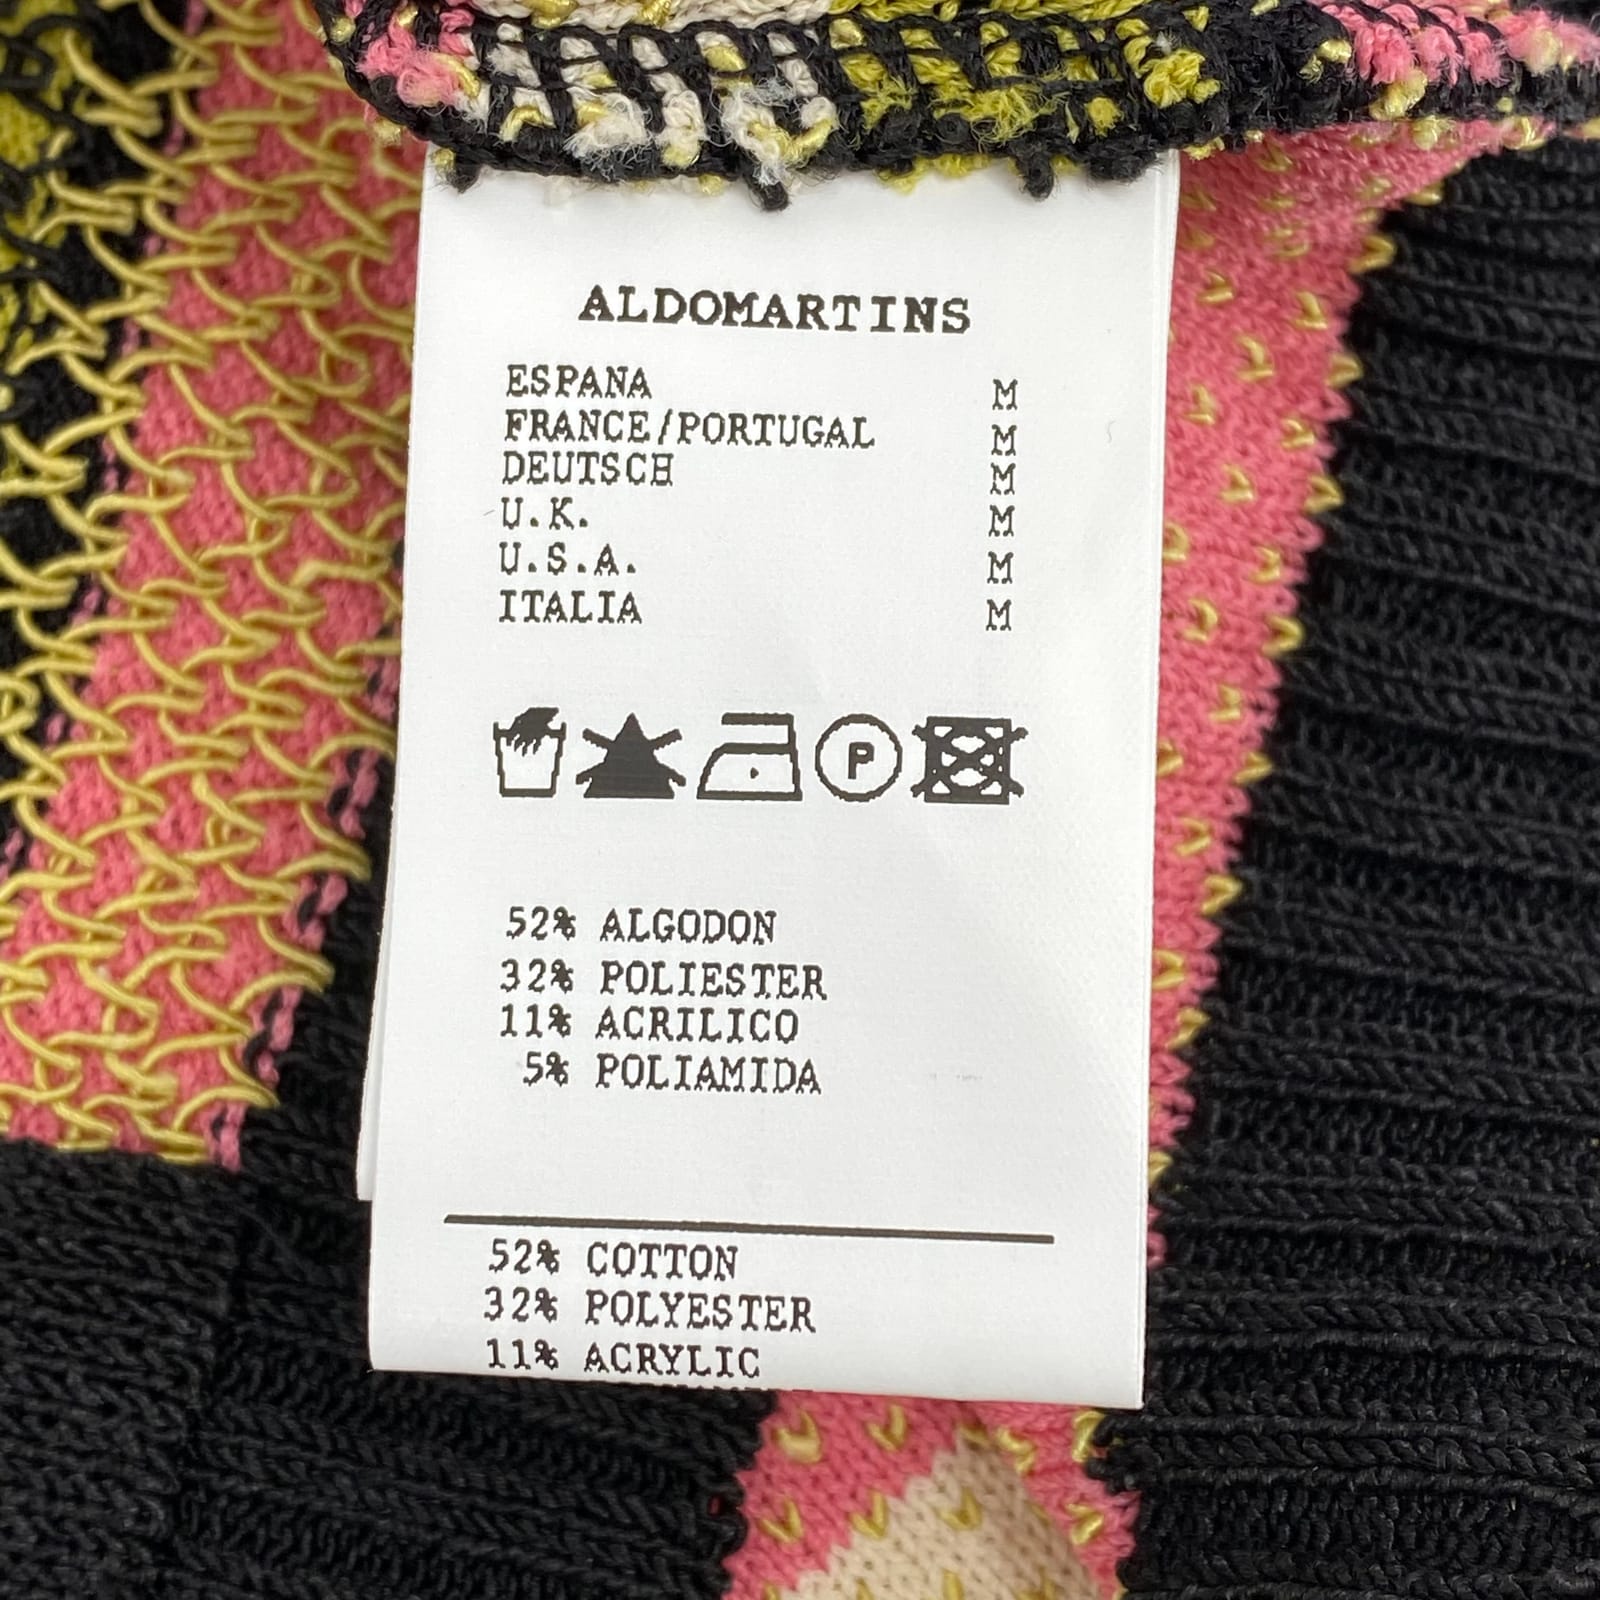 ALDOMARTINS
ESPANA M
FRANCE/PORTUGAL M
DEUTSCH M
U.K. M
U.S.A. M
ITALIA M
P
52% ALGODON
32% POLIESTER
11% ACRILICO
5% POLIAMIDA
52% COTTON
32% POLYESTER
11% ACRYLIC